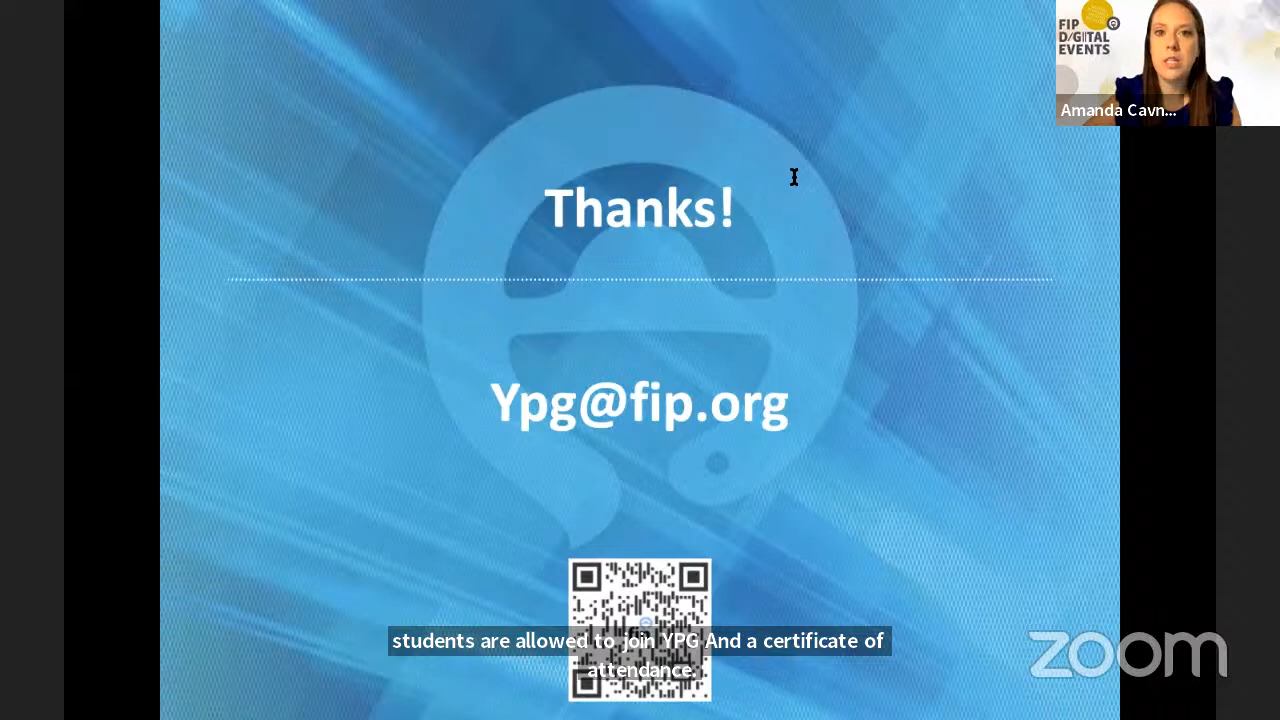 FIP
DIGITAL
EVENTS
Amanda Cavn...
Thanks!
Ypg@fip.org
students are allowed to join YPG And a certificate of
attendance.
zoom